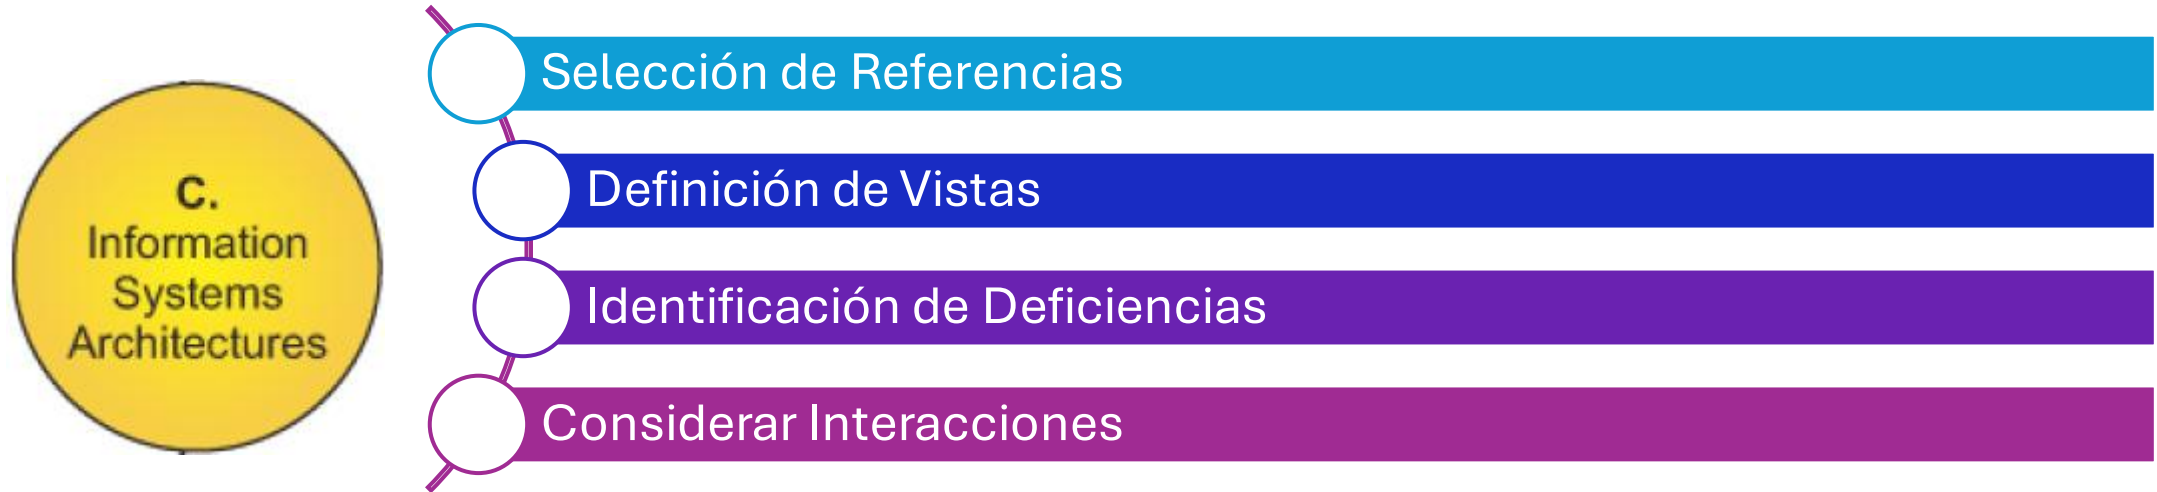 C.
Information
Systems
Architectures
Selección de Referencias
Definición de Vistas
Identificación de Deficiencias
Considerar Interacciones